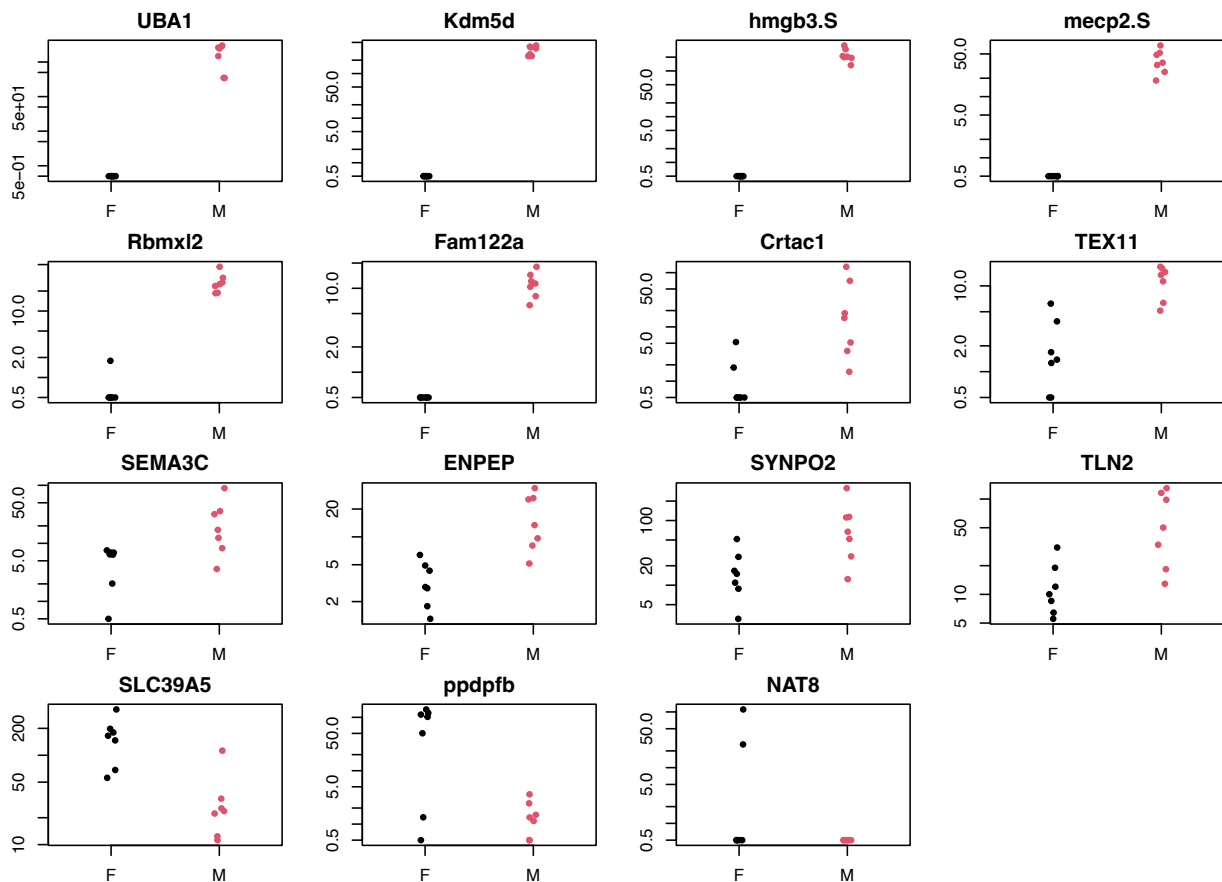 UBA1 Kdm5d hmgb3.S mecp2.S
5e−01 5e+01 0.5 5.0 50.0 0.5 5.0 50.0 0.5 5.0 50.0
F M F M F M F M
Rbmxl2 Fam122a Crtac1 TEX11
0.5 2.0 10.0 0.5 2.0 10.0 0.5 5.0 50.0 0.5 2.0 10.0
F M F M F M F M
SEMA3C ENPEP SYNPO2 TLN2
0.5 5.0 50.0 2 5 20 5 20 100 5 10 50
F M F M F M F M
SLC39A5 ppdpfb NAT8
10 50 200 0.5 5.0 50.0 0.5 5.0 50.0
F M F M F M